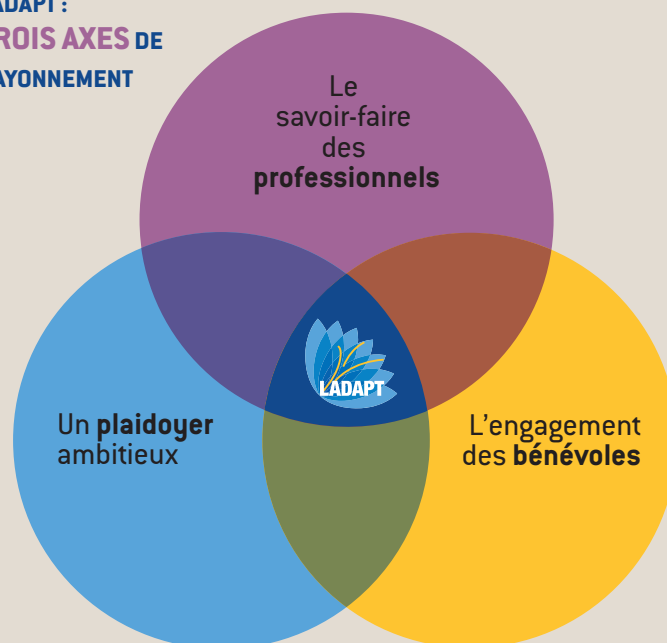 ADAPT :
ROIS AXES DE
AYONNEMENT
Le
savoir-faire
des
professionnels
LADAPT
Un plaidoyer
ambitieux
L'engagement
des bénévoles